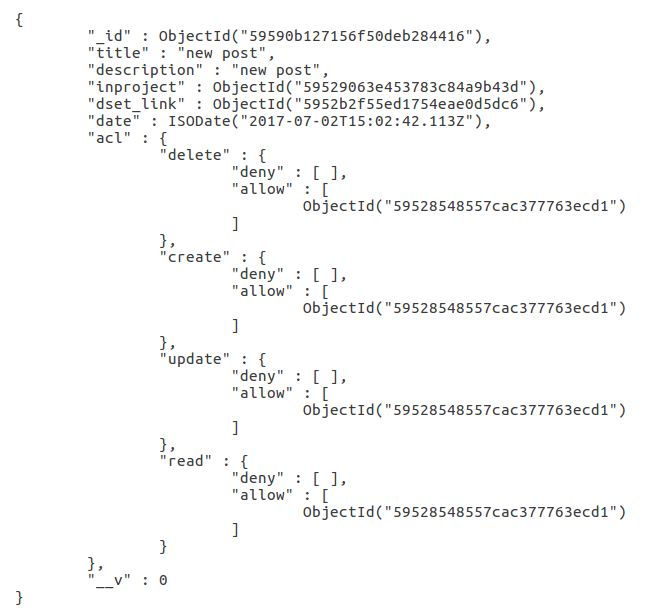 {
"_id" : ObjectId("59590b127156f50deb284416"),
"title" : "new post",
"description" : "new post",
"inproject" : ObjectId("59529063e453783c84a9b43d"),
"dset_link" : ObjectId("5952b2f55ed1754eae0d5dc6"),
"date" : ISODate("2017-07-02T15:02:42.113Z"),
"acl" : {
"delete" : {
"deny" : [ ],
"allow" : [
ObjectId("59528548557cac377763ecd1")
]
},
"create" : {
"deny" : [ ],
"allow" : [
ObjectId("59528548557cac377763ecd1")
]
},
"update" : {
"deny" : [ ],
"allow" : [
ObjectId("59528548557cac377763ecd1")
]
},
"read" : {
"deny" : [ ],
"allow" : [
ObjectId("59528548557cac377763ecd1")
]
}
},
"__v" : 0
}